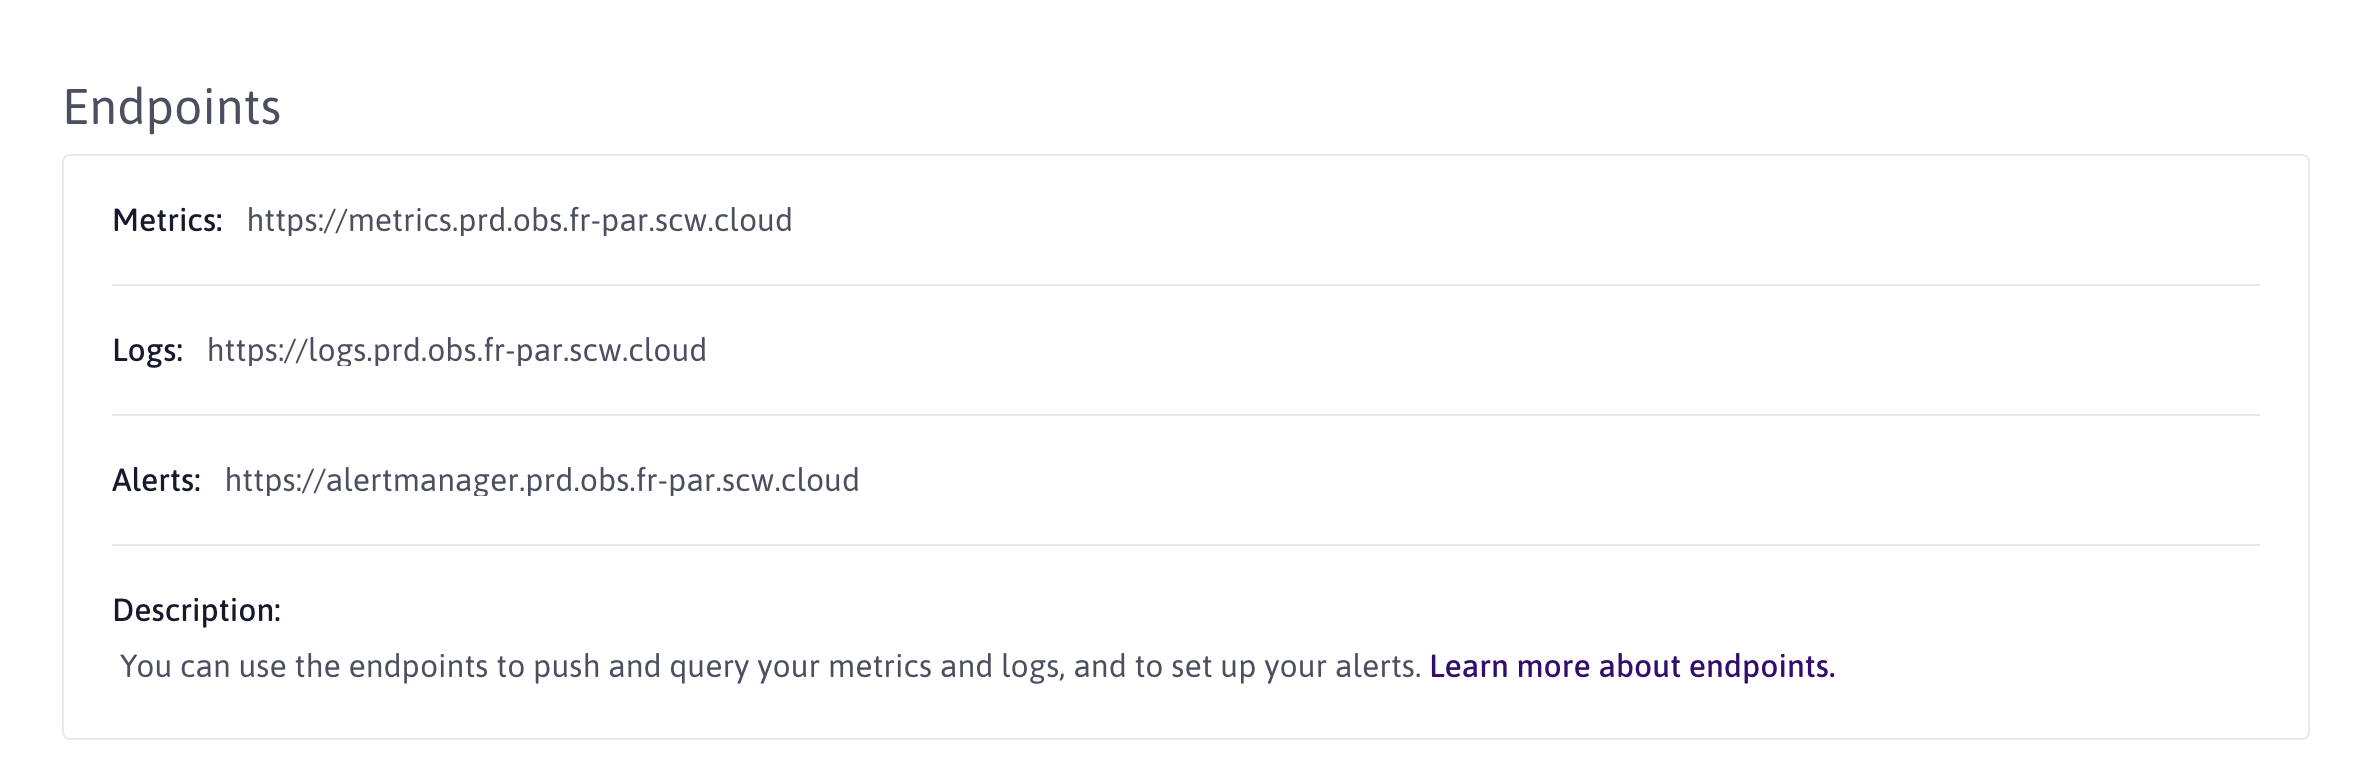 Endpoints
Metrics: https://metrics.prd.obs.fr-par.scw.cloud
Logs: https://logs.prd.obs.fr-par.scw.cloud
Alerts: https://alertmanager.prd.obs.fr-par.scw.cloud
Description:
You can use the endpoints to push and query your metrics and logs, and to set up your alerts. Learn more about endpoints.